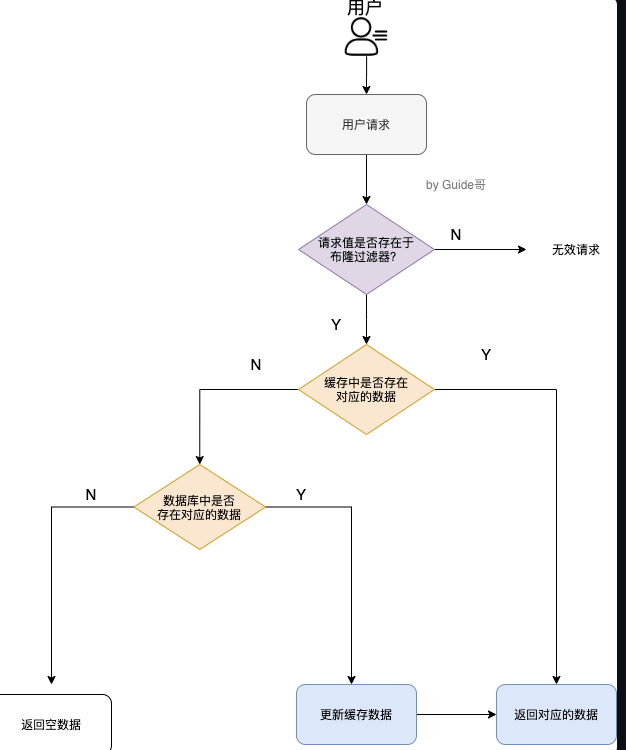 用户
用户请求
by Guide哥
请求值是否存在于
布隆过滤器?
N
无效请求
Y
缓存中是否存在
对应的数据
N
Y
数据库中是否
存在对应的数据
N
Y
返回空数据
更新缓存数据
返回对应的数据